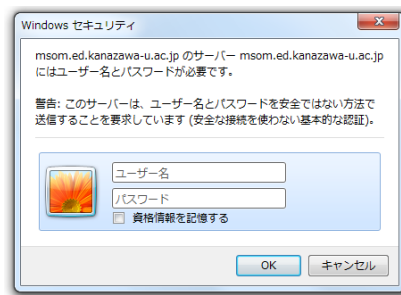 Windows セキュリティ
msom.ed.kanazawa-u.ac.jp のサーバー msom.ed.kanazawa-u.ac.jp
にはユーザー名とパスワードが必要です。
警告: このサーバーは、ユーザー名とパスワードを安全ではない方法で
送信することを要求しています (安全な接続を使わない基本的な認証)。
ユーザー名
パスワード
資格情報を記憶する
OK キャンセル